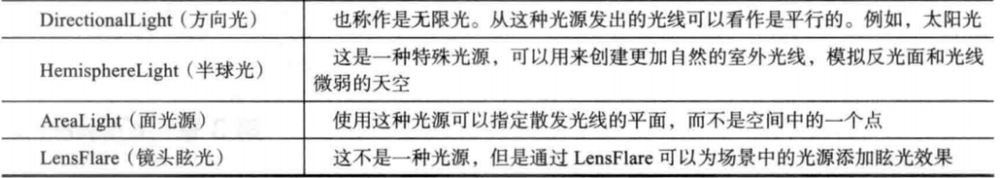 DirectionalLight（方向光） 也称作是无限光。从这种光源发出的光线可以看作是平行的。例如，太阳光
HemisphereLight（半球光） 这是一种特殊光源，可以用来创建更加自然的室外光线，模拟反光面和光线
微弱的天空
AreaLight（面光源） 使用这种光源可以指定散发光线的平面，而不是空间中的一个点
LensFlare（镜头眩光） 这不是一种光源，但是通过 LensFlare 可以为场景中的光源添加眩光效果